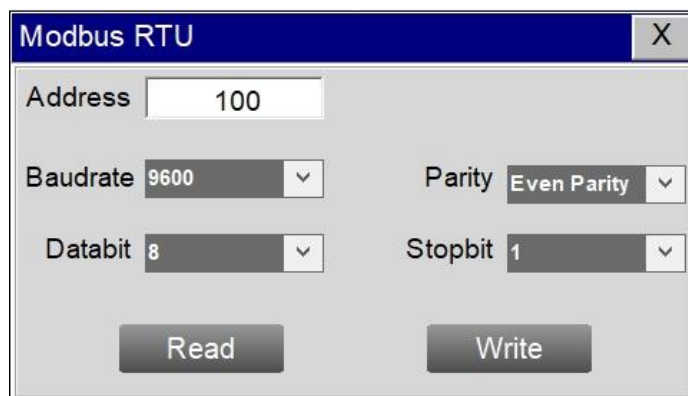 Modbus RTU X
Address 100
Baudrate 9600 Parity Even Parity
Databit 8 Stopbit 1
Read Write